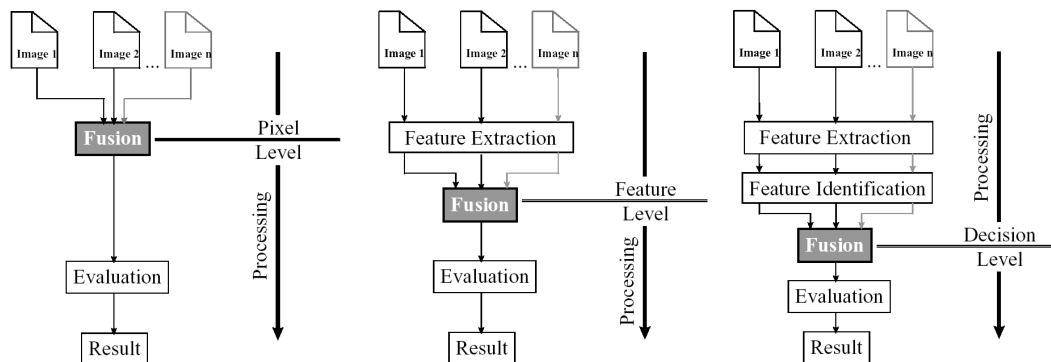 Image 1
Image 2
...
Image n
Fusion
Pixel
Level
Processing
Evaluation
Result
Image 1
Image 2
...
Image n
Feature Extraction
Fusion
Feature
Level
Processing
Evaluation
Result
Image 1
Image 2
...
Image n
Feature Extraction
Processing
Feature Identification
Fusion
Decision
Level
Evaluation
Result